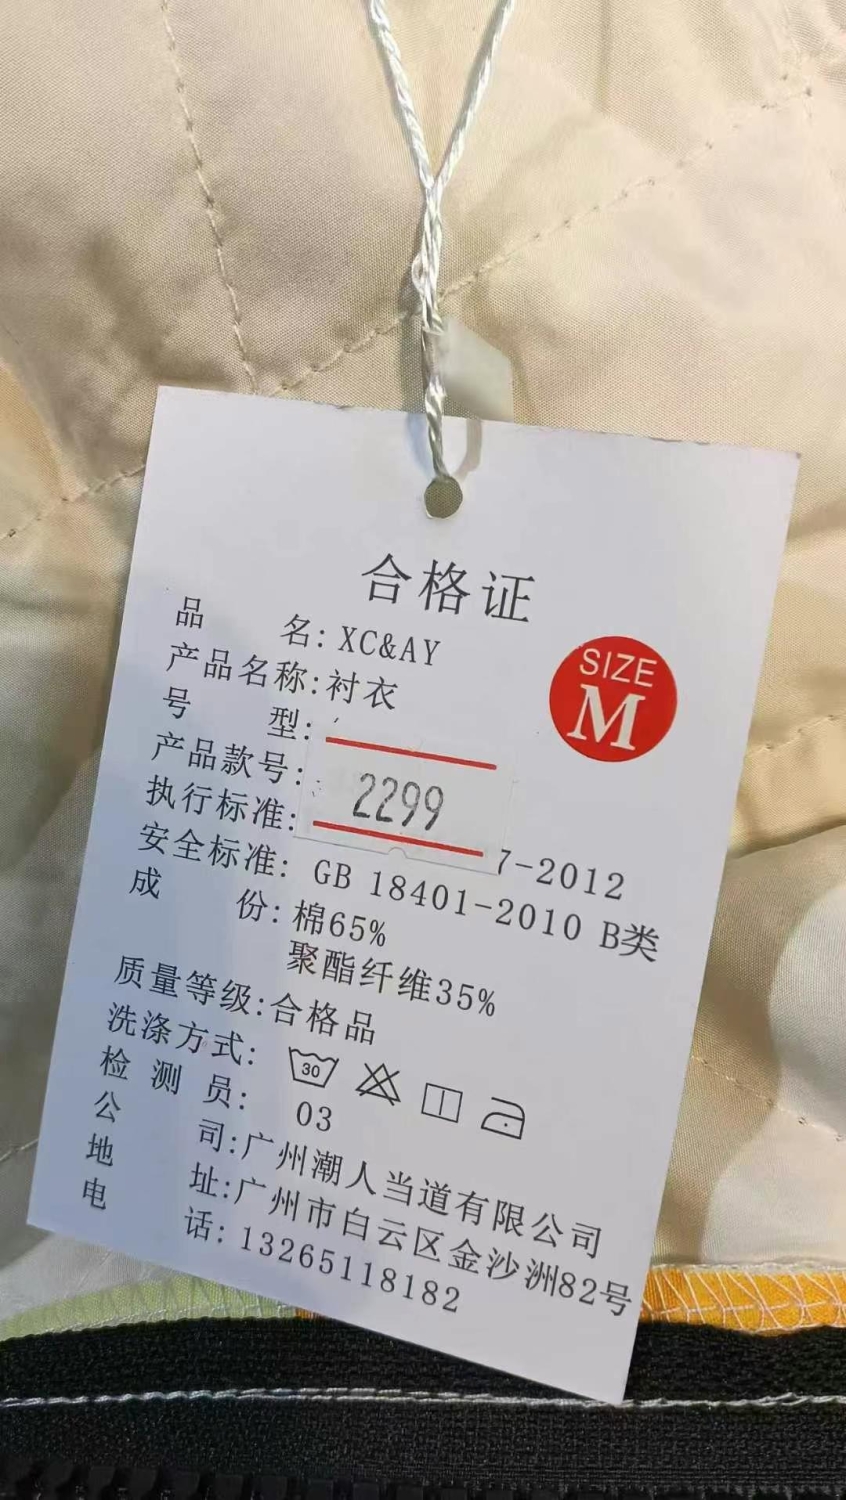 合格证
品名: XC&AY
SIZE
M
产品名称: 衬衣
号型:
产品款号:
2299
执行标准: 7-2012
安全标准: GB 18401-2010 B类
成份: 棉65%
聚酯纤维35%
质量等级: 合格品
洗涤方式: 30
检测员: 03
公司: 广州潮人当道有限公司
地址: 广州市白云区金沙洲82号
电话: 13265118182